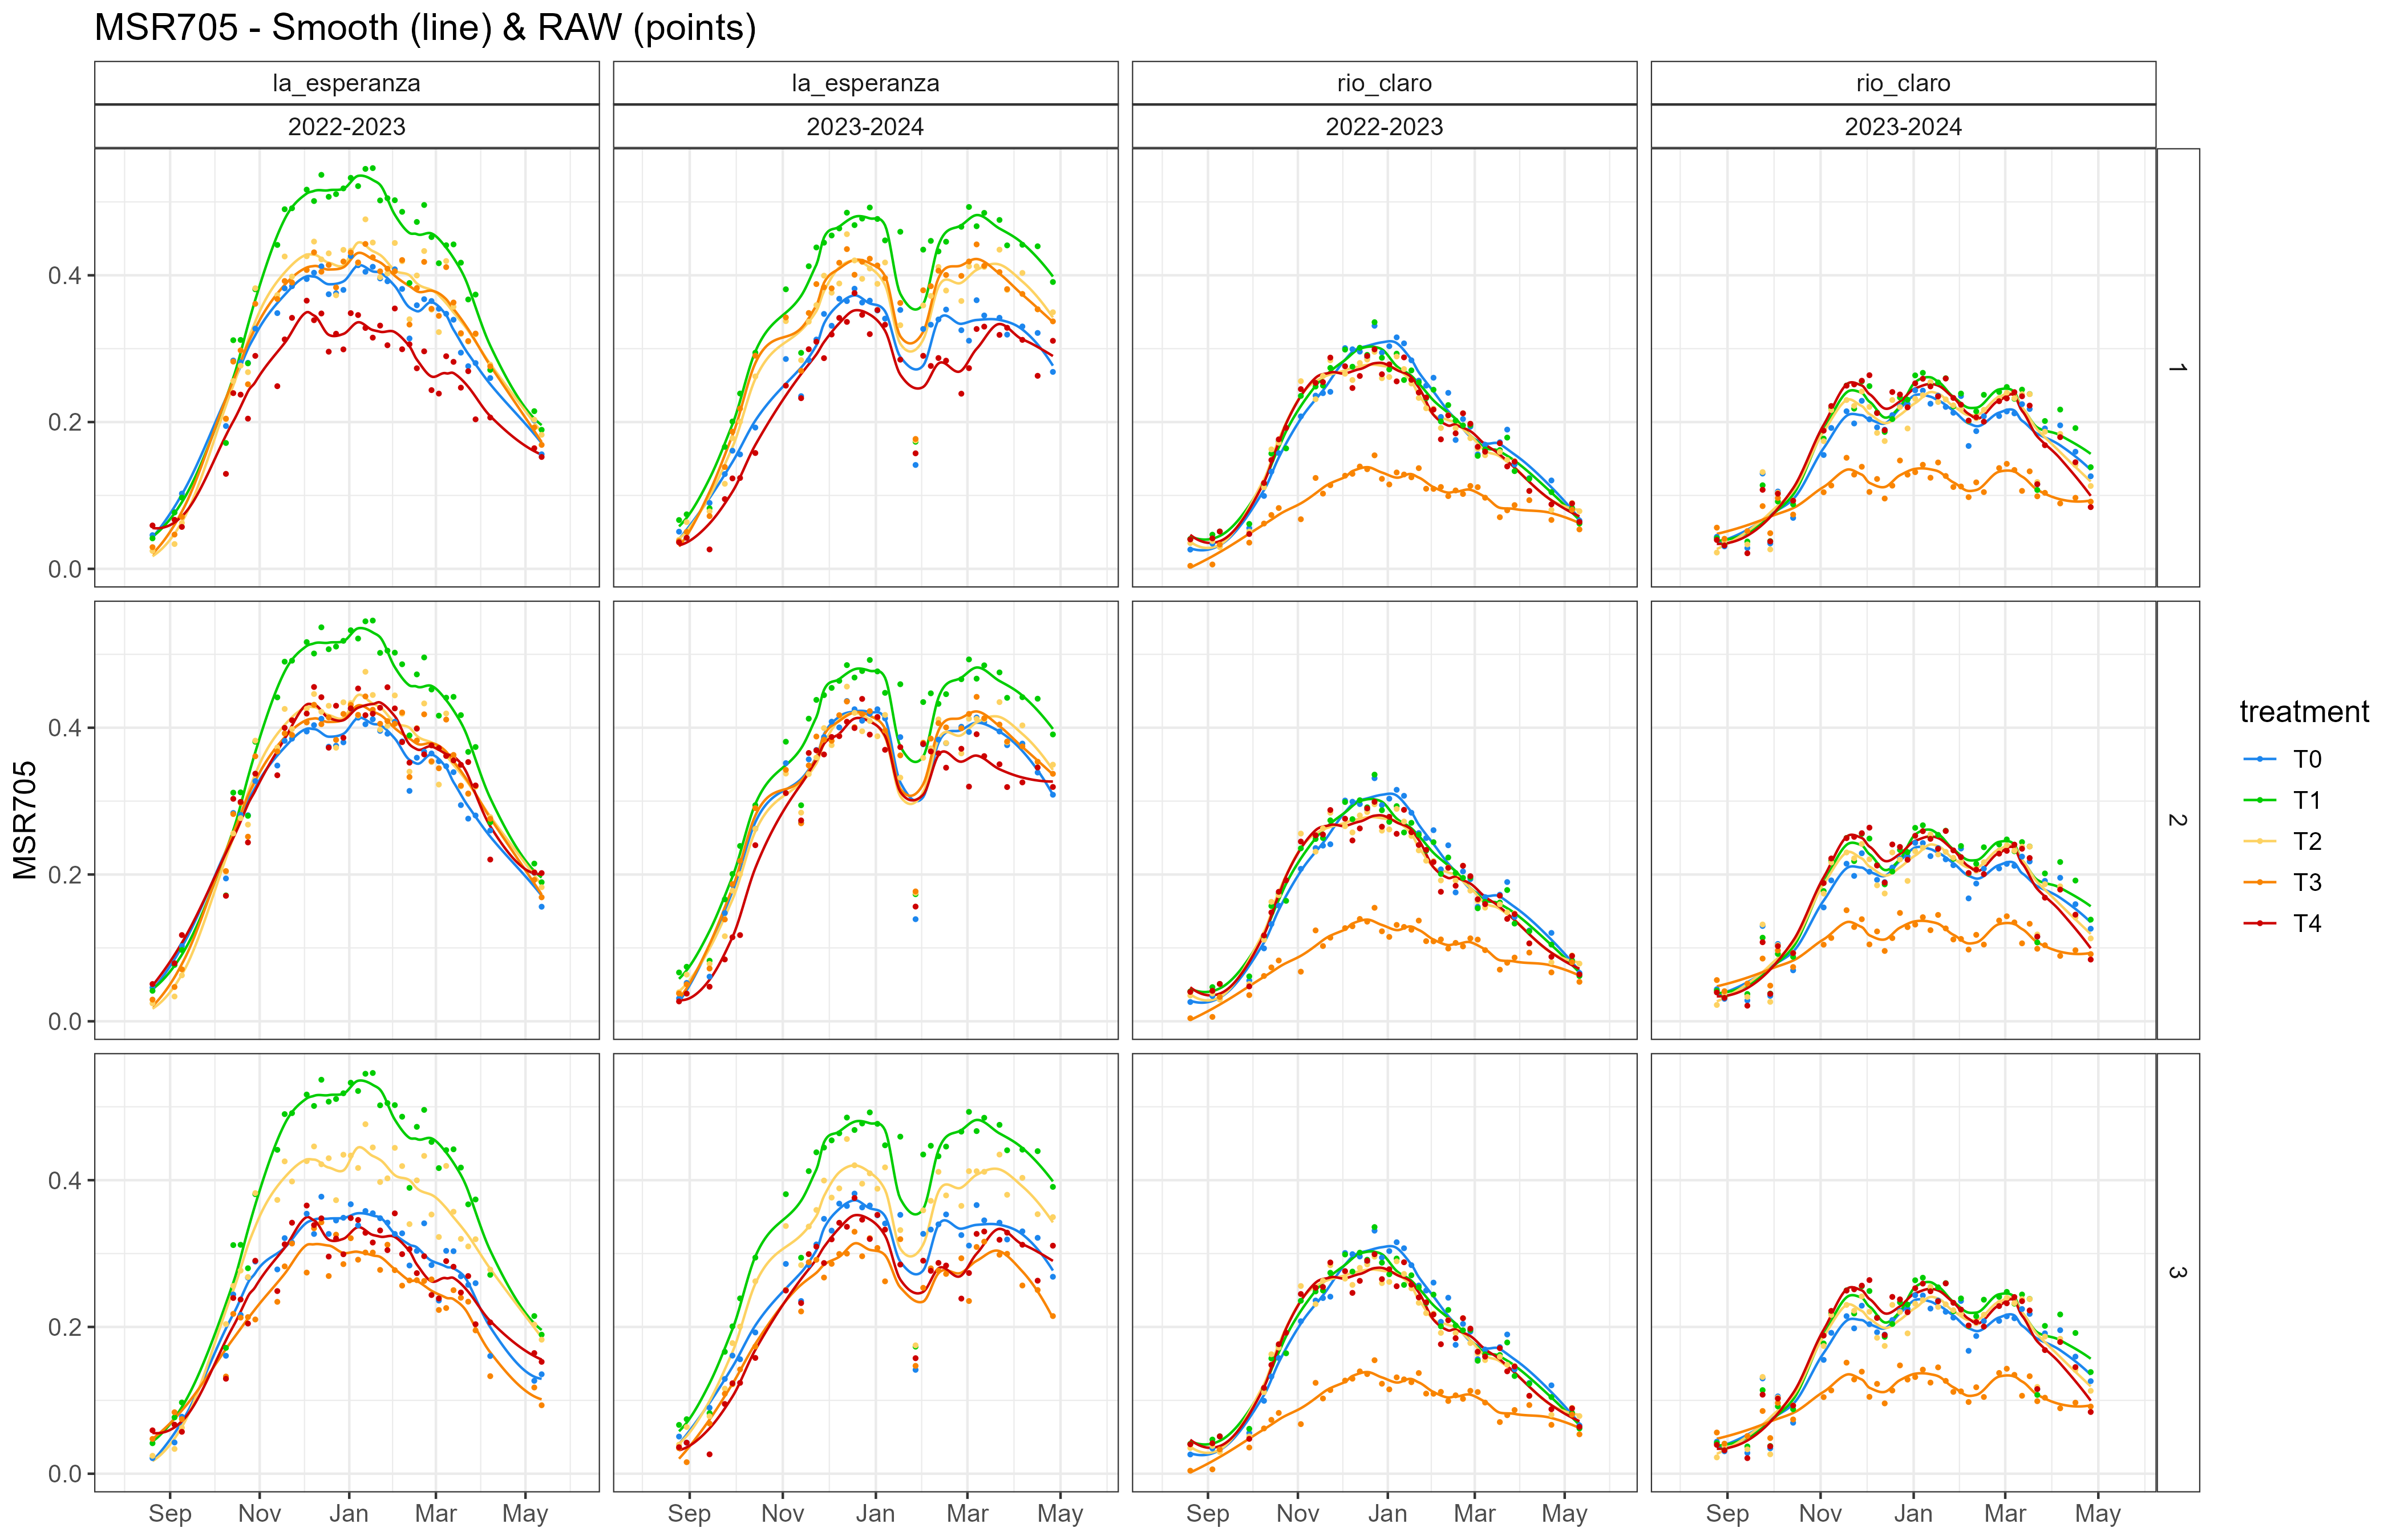 MSR705 - Smooth (line) & RAW (points)
la_esperanza
la_esperanza
rio_claro
rio_claro
2022-2023
2023-2024
2022-2023
2023-2024
0.4
0.2
0.0
1
0.4
0.2
0.0
2
0.4
0.2
0.0
3
MSR705
Sep Nov Jan Mar May
Sep Nov Jan Mar May
Sep Nov Jan Mar May
Sep Nov Jan Mar May
treatment
T0
T1
T2
T3
T4